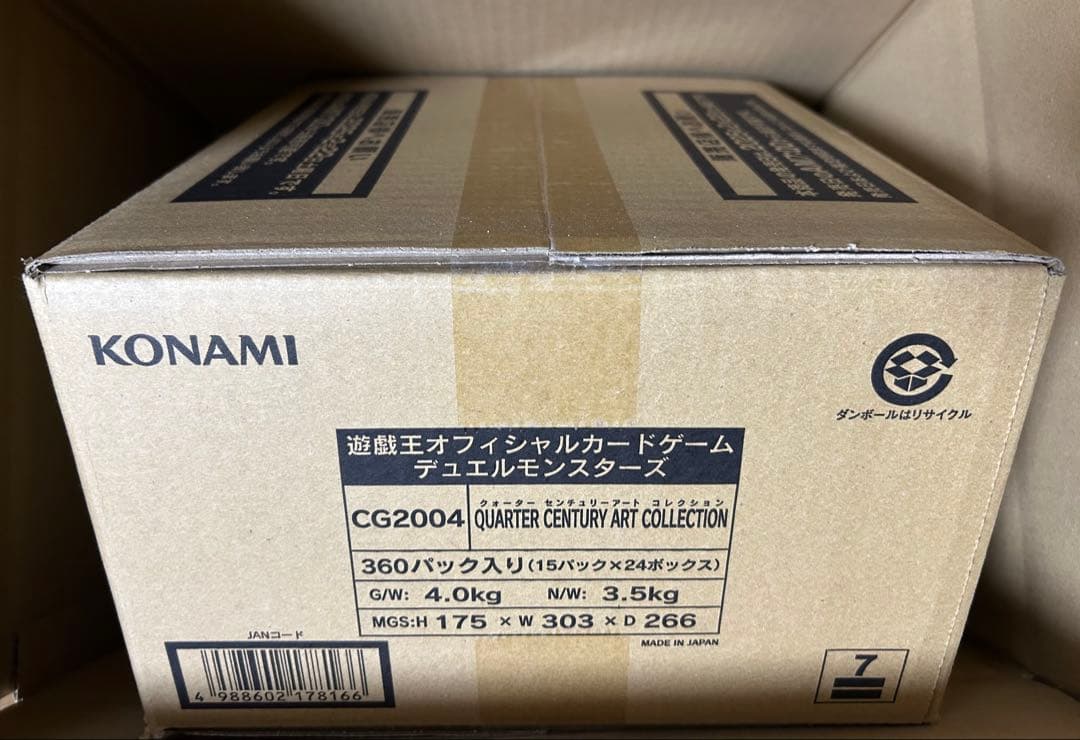 KONAMI
ダンボールはリサイクル
遊戯王オフィシャルカードゲーム
デュエルモンスターズ
クォーター センチュリーアート コレクション
CG2004 QUARTER CENTURY ART COLLECTION
360パック入り(15パック×24ボックス)
G/W: 4.0kg N/W: 3.5kg
MGS:H 175 × W 303 × D 266
MADE IN JAPAN
JANコード
4 988602 178166
7